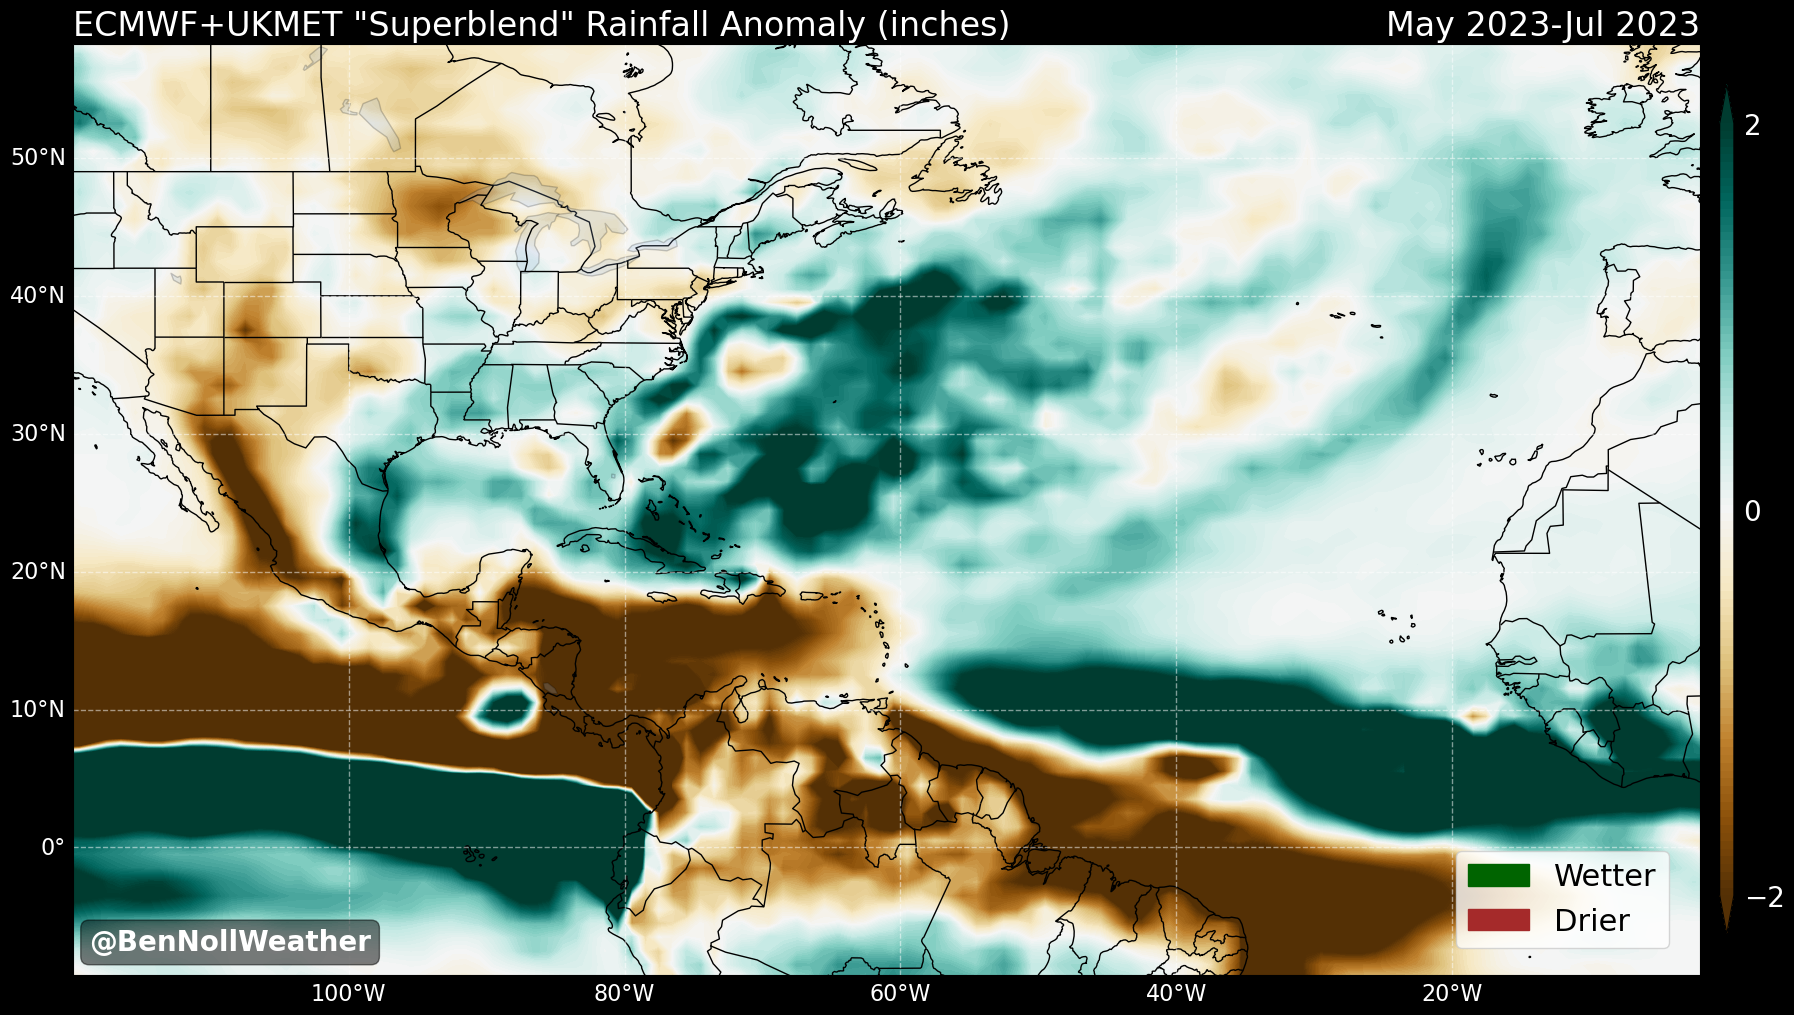 ECMWF+UKMET "Superblend" Rainfall Anomaly (inches)
May 2023-Jul 2023
50°N
40°N
30°N
20°N
10°N
0°
100°W
80°W
60°W
40°W
20°W
2
0
−2
Wetter
Drier
@BenNollWeather